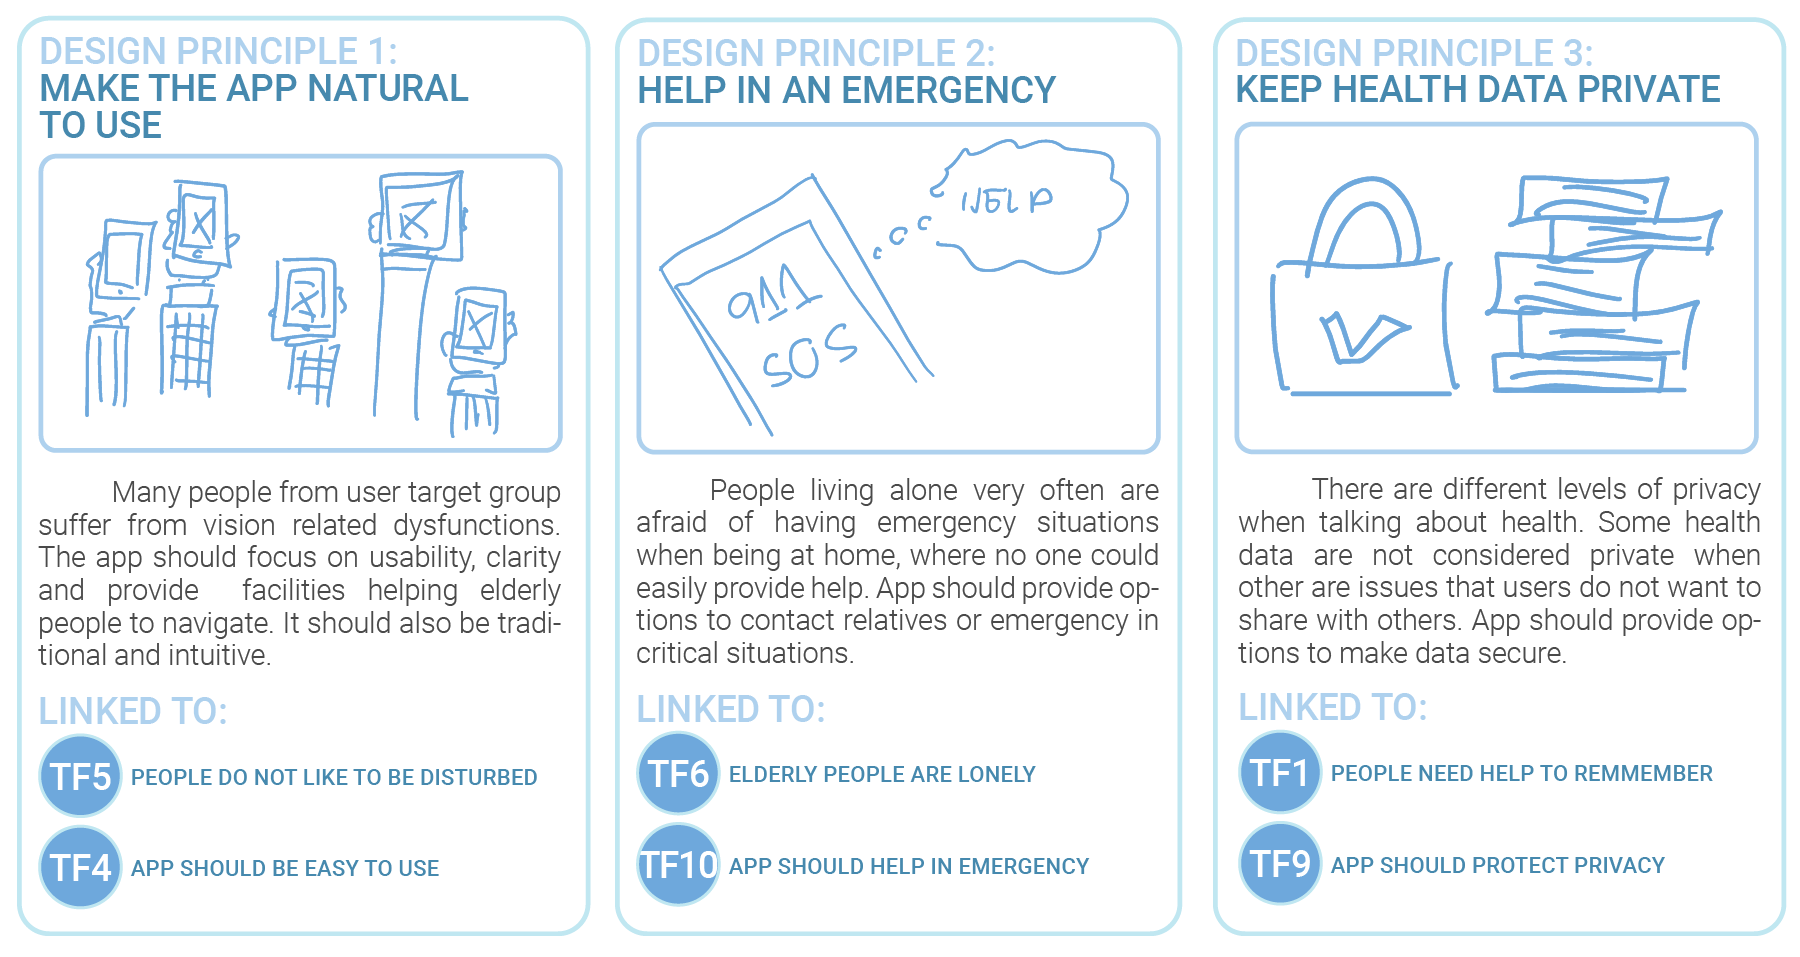 DESIGN PRINCIPLE 1:
MAKE THE APP NATURAL
TO USE
Many people from user target group
suffer from vision related dysfunctions.
The app should focus on usability, clarity
and provide facilities helping elderly
people to navigate. It should also be tradi-
tional and intuitive.
LINKED TO:
TF5 PEOPLE DO NOT LIKE TO BE DISTURBED
TF4 APP SHOULD BE EASY TO USE
DESIGN PRINCIPLE 2:
HELP IN AN EMERGENCY
HELP
911
SOS
People living alone very often are
afraid of having emergency situations
when being at home, where no one could
easily provide help. App should provide op-
tions to contact relatives or emergency in
critical situations.
LINKED TO:
TF6 ELDERLY PEOPLE ARE LONELY
TF10 APP SHOULD HELP IN EMERGENCY
DESIGN PRINCIPLE 3:
KEEP HEALTH DATA PRIVATE
There are different levels of privacy
when talking about health. Some health
data are not considered private when
other are issues that users do not want to
share with others. App should provide op-
tions to make data secure.
LINKED TO:
TF1 PEOPLE NEED HELP TO REMMEMBER
TF9 APP SHOULD PROTECT PRIVACY